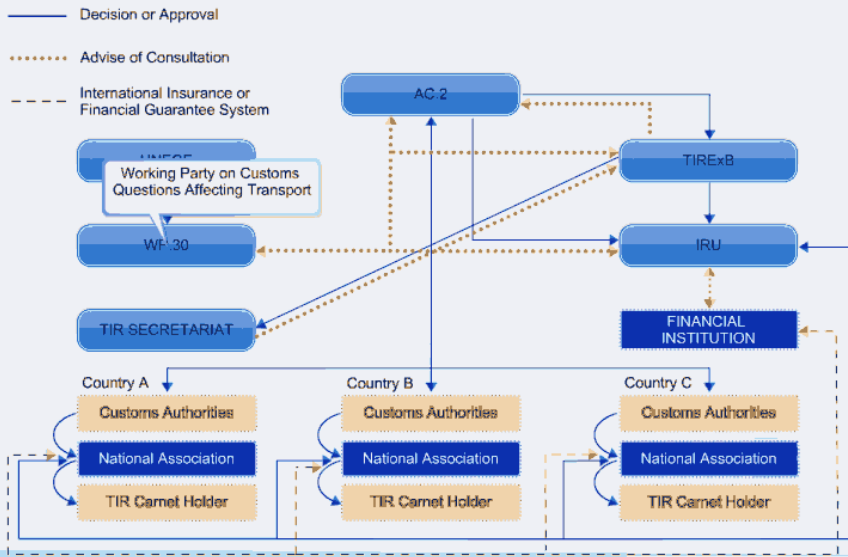 Decision or Approval
Advise of Consultation
International Insurance or
Financial Guarantee System
AC.2
Working Party on Customs
Questions Affecting Transport
TIRExB
IRU
TIR SECRETARIAT
FINANCIAL
INSTITUTION
Country A
Country B
Country C
Customs Authorities
Customs Authorities
Customs Authorities
National Association
National Association
National Association
TIR Carnet Holder
TIR Carnet Holder
TIR Carnet Holder